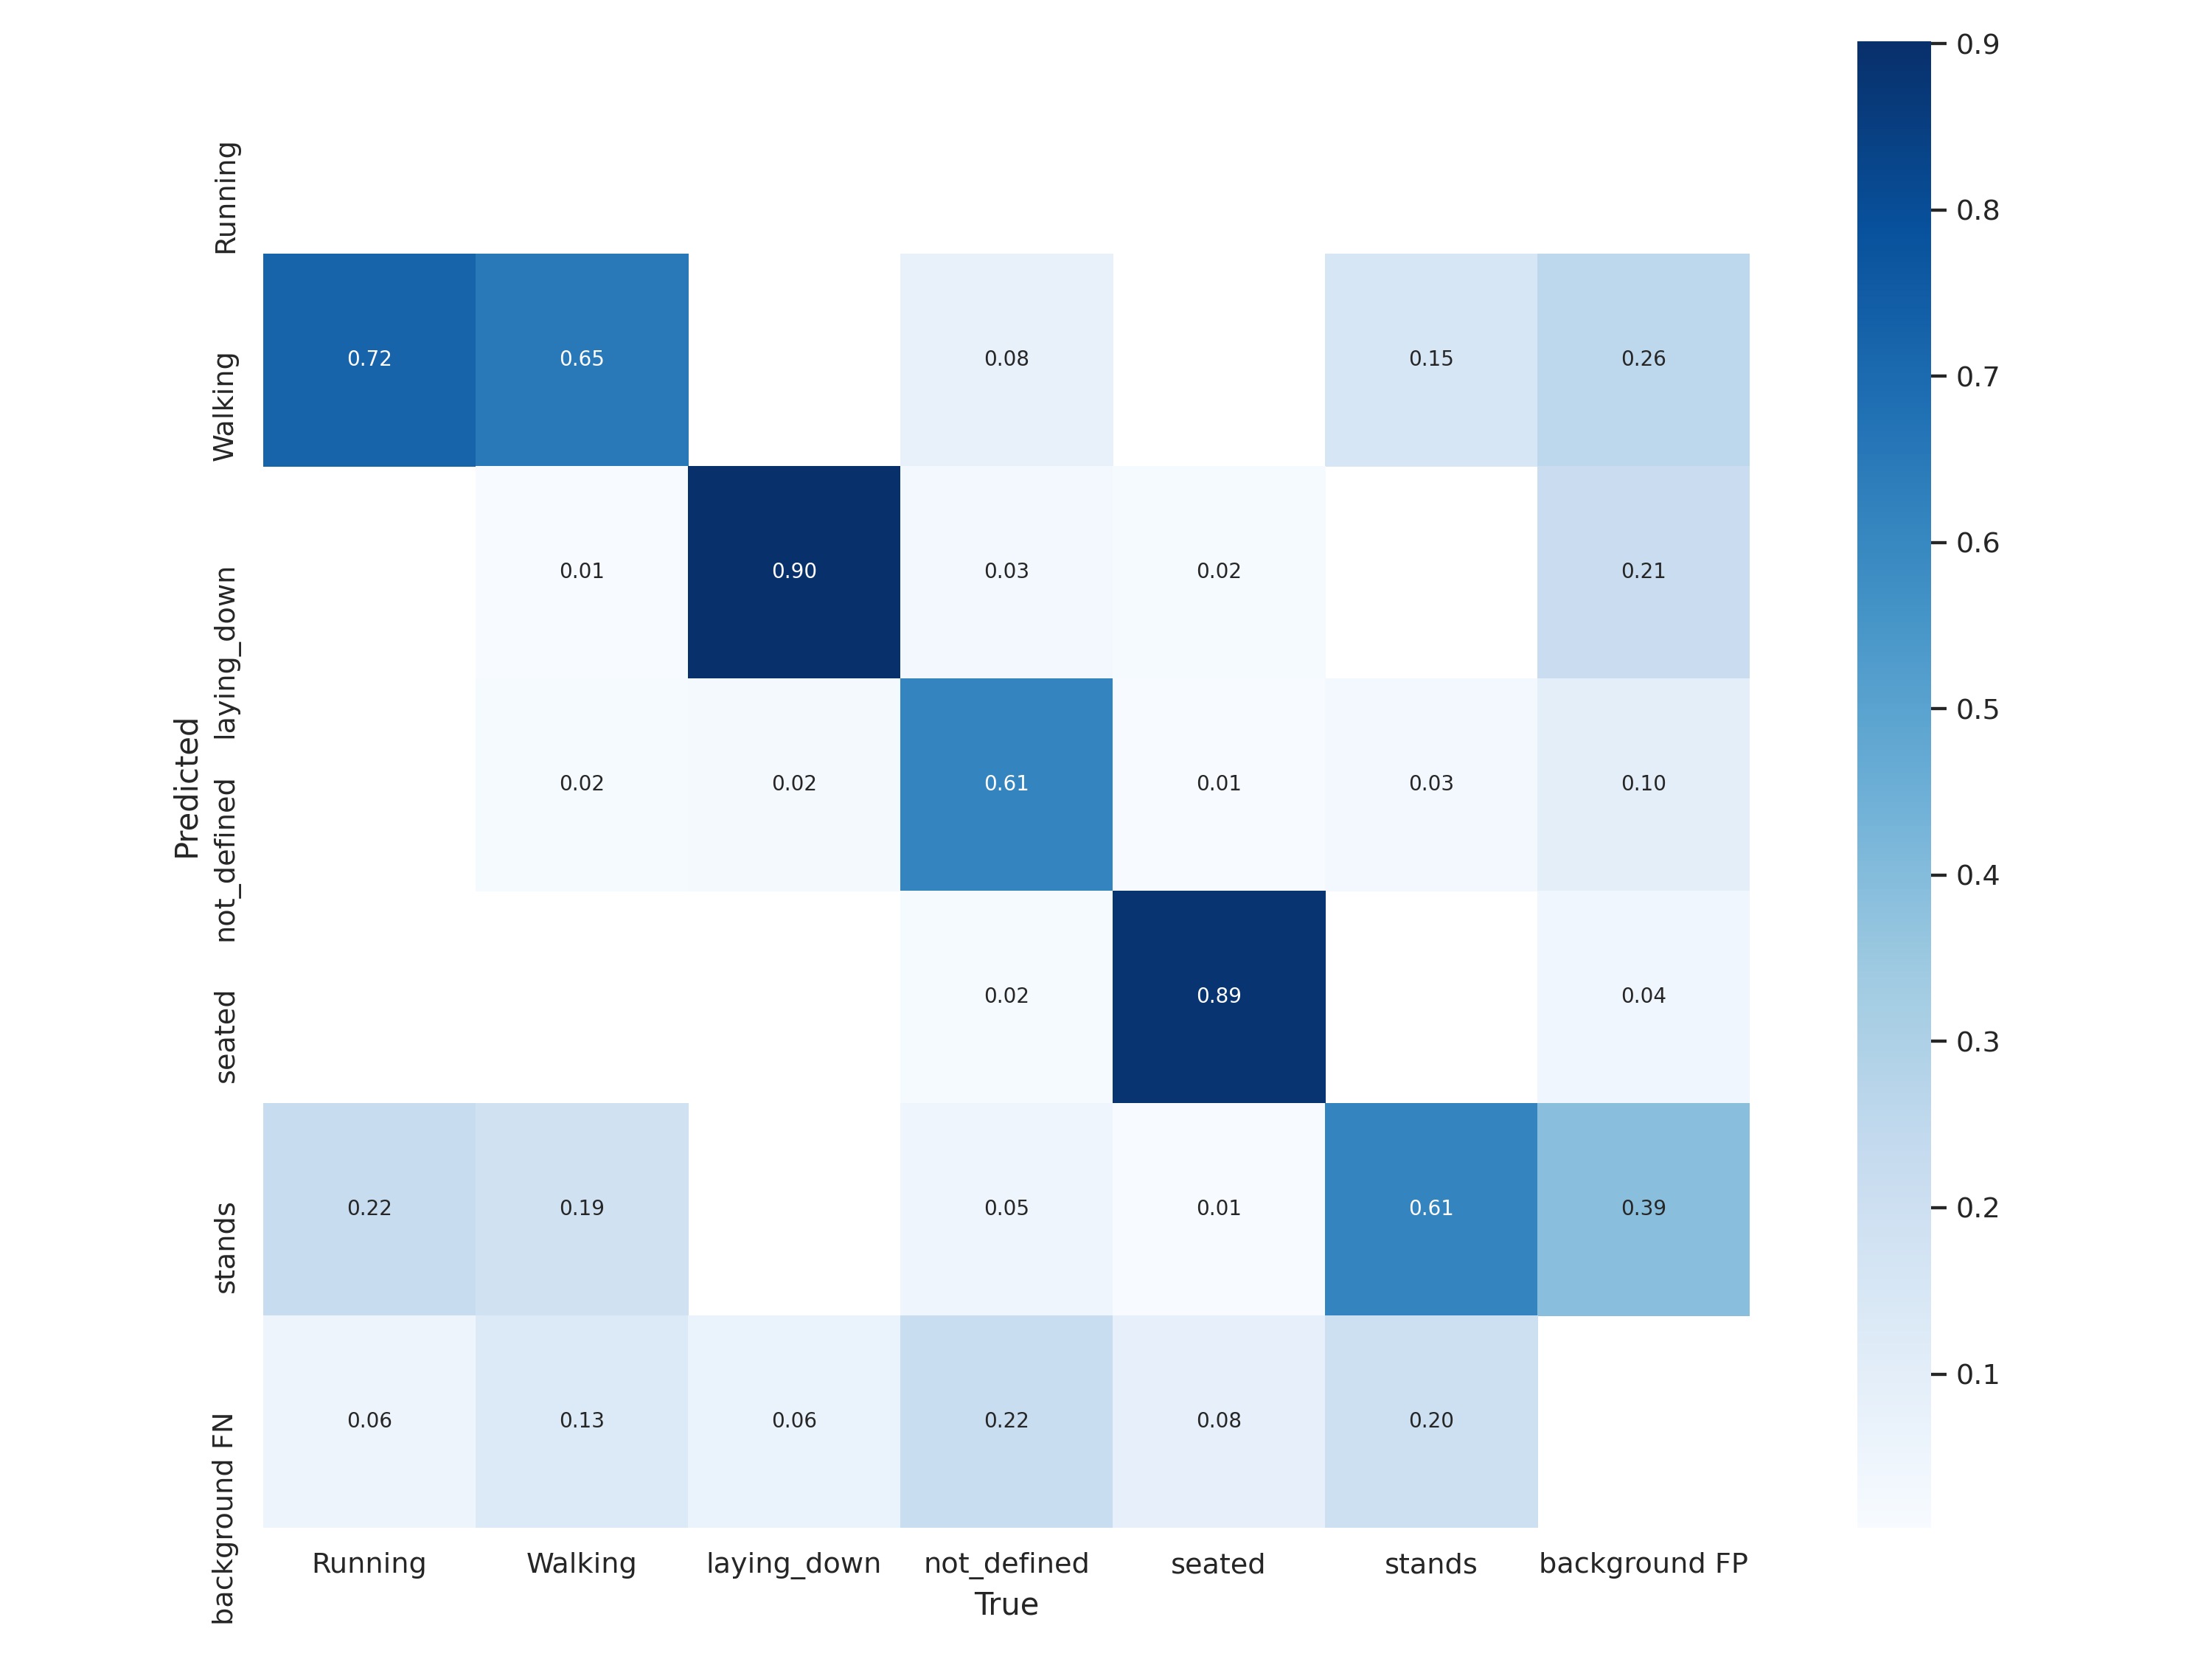 Running
0.72 0.65 0.08 0.15 0.26
Walking
0.01 0.90 0.03 0.02 0.21
laying_down
0.02 0.02 0.61 0.01 0.03 0.10
not_defined
0.02 0.89 0.04
seated
0.22 0.19 0.05 0.01 0.61 0.39
stands
0.06 0.13 0.06 0.22 0.08 0.20
background FN
Predicted
Running Walking laying_down not_defined seated stands background FP
True
0.9
0.8
0.7
0.6
0.5
0.4
0.3
0.2
0.1